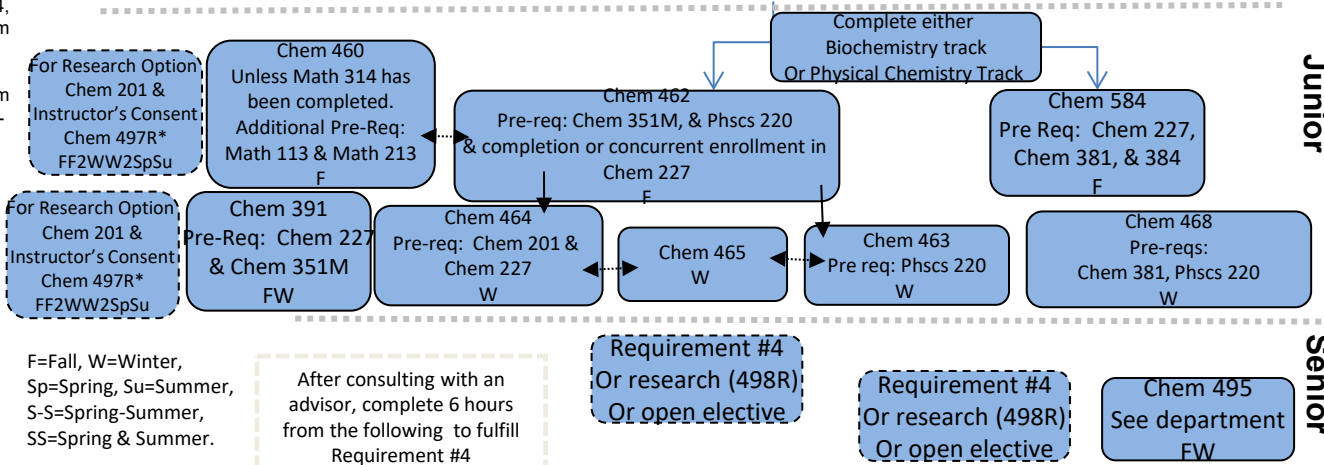 4,
m
m
-
Complete either
Biochemistry track
Or Physical Chemistry Track
Junior
For Research Option
Chem 201 &
Instructor's Consent
Chem 497R*
FF2WW2SpSu
Chem 460
Unless Math 314 has
been completed.
Additional Pre-Req:
Math 113 & Math 213
F
Chem 462
Pre-req: Chem 351M, & Phscs 220
& completion or concurrent enrollment in
Chem 227
F
Chem 584
Pre Req: Chem 227,
Chem 381, & 384
F
For Research Option
Chem 201 &
Instructor's Consent
Chem 497R*
FF2WW2SpSu
Chem 391
Pre-Req: Chem 227
& Chem 351M
FW
Chem 464
Pre-req: Chem 201 &
Chem 227
W
Chem 465
W
Chem 463
Pre req: Phscs 220
W
Chem 468
Pre-reqs:
Chem 381, Phscs 220
W
Senior
F=Fall, W=Winter,
Sp=Spring, Su=Summer,
S-S=Spring-Summer,
SS=Spring & Summer.
After consulting with an
advisor, complete 6 hours
from the following to fulfill
Requirement #4
Requirement #4
Or research (498R)
Or open elective
Requirement #4
Or research (498R)
Or open elective
Chem 495
See department
FW